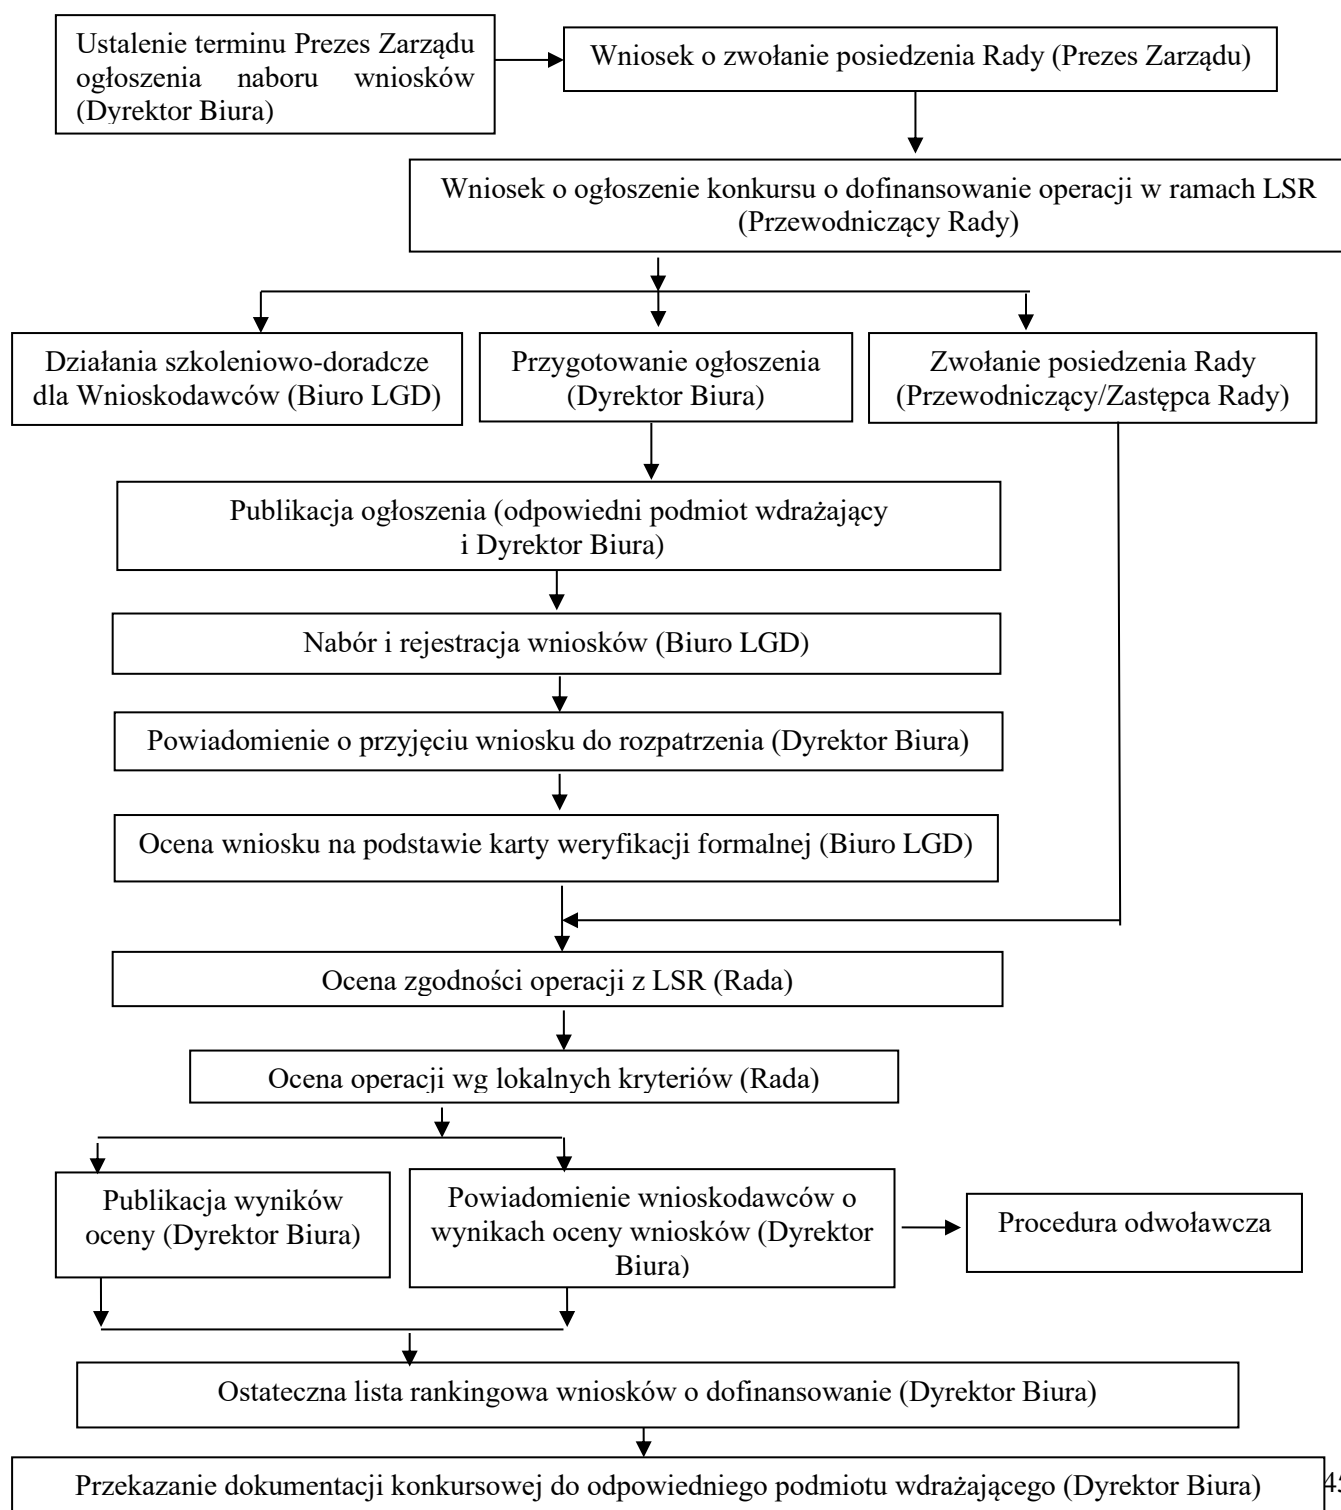 Ustalenie terminu Prezes Zarządu
ogłoszenia naboru wniosków
(Dyrektor Biura)
Wniosek o zwołanie posiedzenia Rady (Prezes Zarządu)
Wniosek o ogłoszenie konkursu o dofinansowanie operacji w ramach LSR
(Przewodniczący Rady)
Działania szkoleniowo-doradcze
dla Wnioskodawców (Biuro LGD)
Przygotowanie ogłoszenia
(Dyrektor Biura)
Zwołanie posiedzenia Rady
(Przewodniczący/Zastępca Rady)
Publikacja ogłoszenia (odpowiedni podmiot wdrażający
i Dyrektor Biura)
Nabór i rejestracja wniosków (Biuro LGD)
Powiadomienie o przyjęciu wniosku do rozpatrzenia (Dyrektor Biura)
Ocena wniosku na podstawie karty weryfikacji formalnej (Biuro LGD)
Ocena zgodności operacji z LSR (Rada)
Ocena operacji wg lokalnych kryteriów (Rada)
Publikacja wyników
oceny (Dyrektor Biura)
Powiadomienie wnioskodawców o
wynikach oceny wniosków (Dyrektor
Biura)
Procedura odwoławcza
Ostateczna lista rankingowa wniosków o dofinansowanie (Dyrektor Biura)
Przekazanie dokumentacji konkursowej do odpowiedniego podmiotu wdrażającego (Dyrektor Biura)